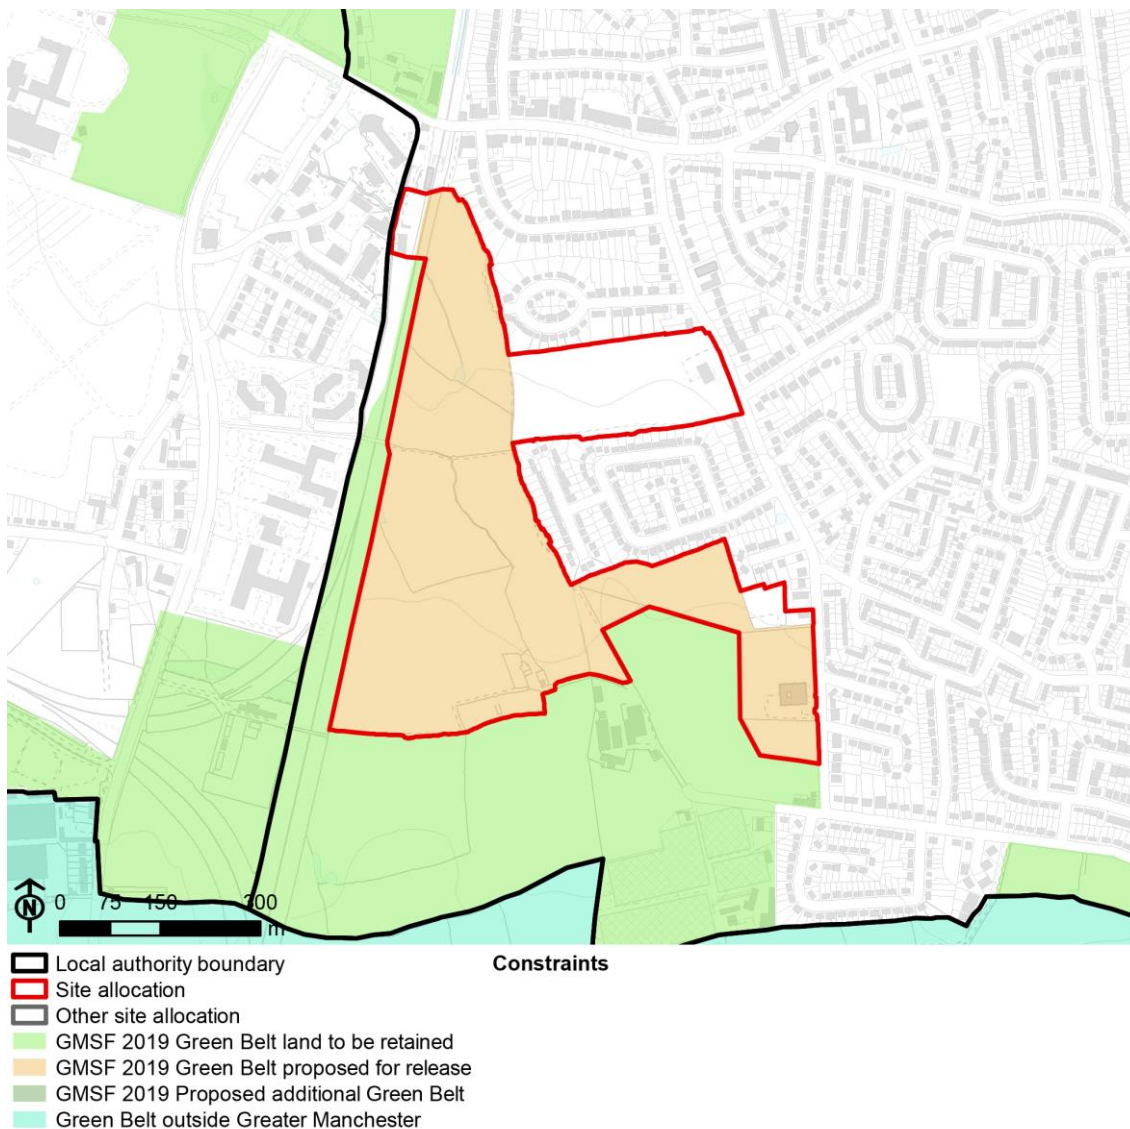 N
0 75 150 300
m
Local authority boundary
Constraints
Site allocation
Other site allocation
GMSF 2019 Green Belt land to be retained
GMSF 2019 Green Belt proposed for release
GMSF 2019 Proposed additional Green Belt
Green Belt outside Greater Manchester